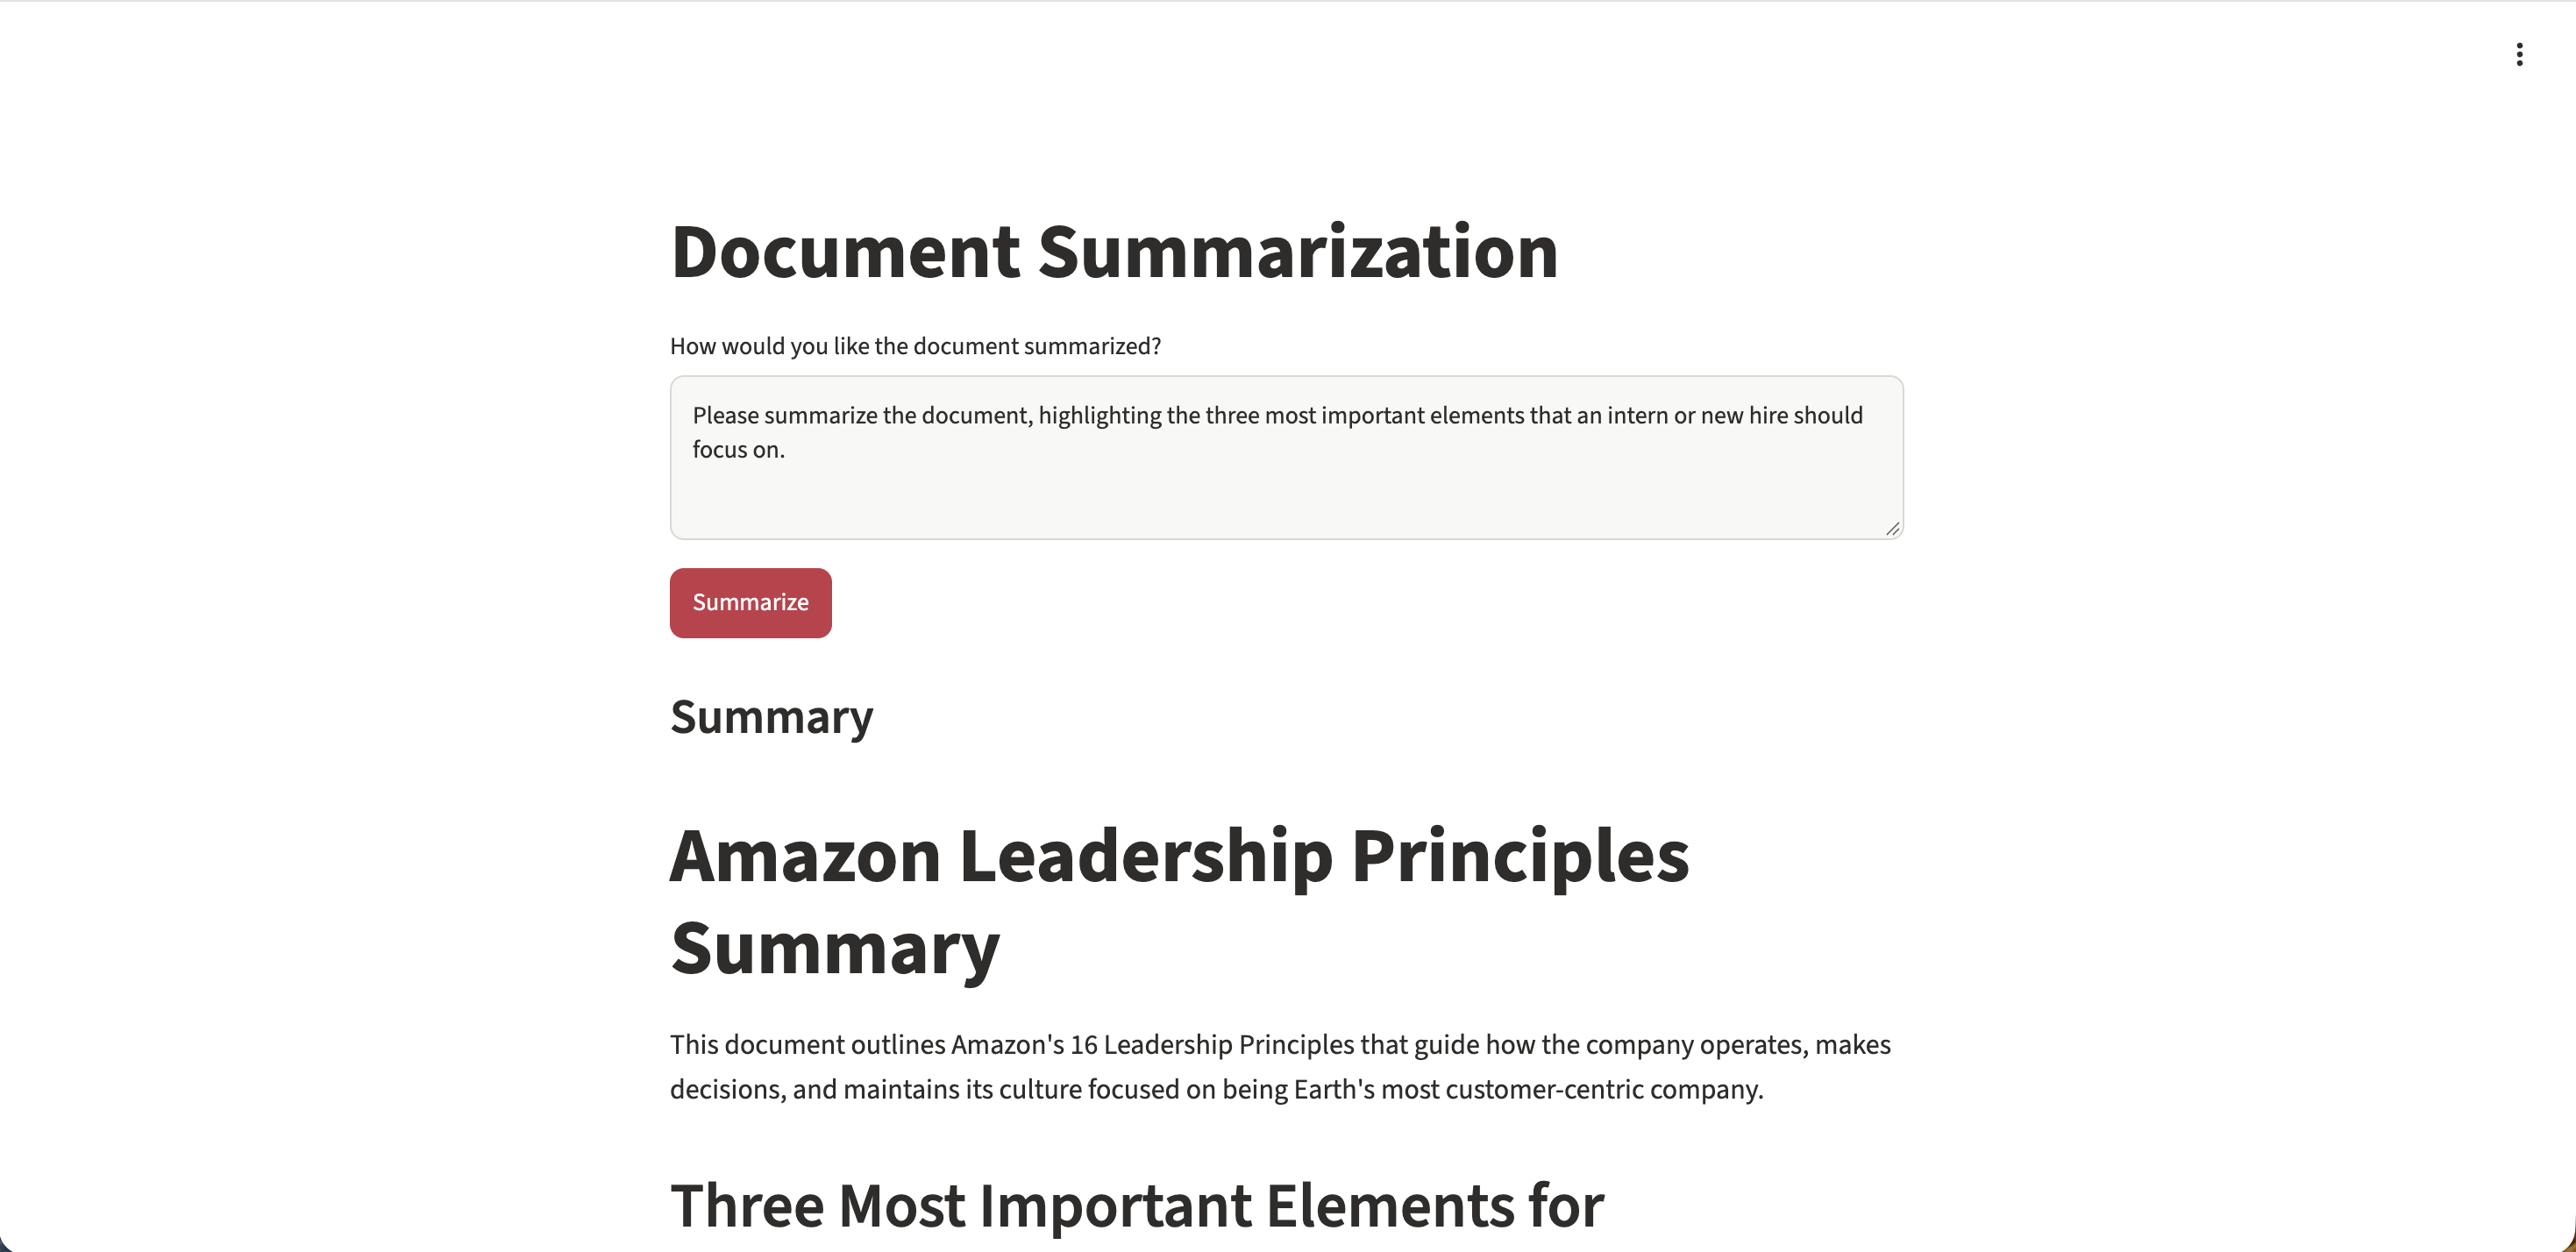 Document Summarization
How would you like the document summarized?
Please summarize the document, highlighting the three most important elements that an intern or new hire should
focus on.
Summarize
Summary
Amazon Leadership Principles
Summary
This document outlines Amazon's 16 Leadership Principles that guide how the company operates, makes
decisions, and maintains its culture focused on being Earth's most customer-centric company.
Three Most Important Elements for